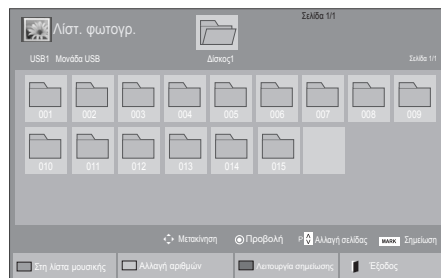 Σελίδα 1/1
Λίστ. φωτογρ.
USB1 Μονάδα USB Δίσκος1 Σελίδα 1/1
001 002 003 004 005 006 007 008 009
010 011 012 013 014 015
Μετακίνηση Προβολή P Αλλαγή σελίδας MARK Σημείωση
Στη λίστα μουσικής Αλλαγή αριθμών Λειτουργία σημείωσης Έξοδος